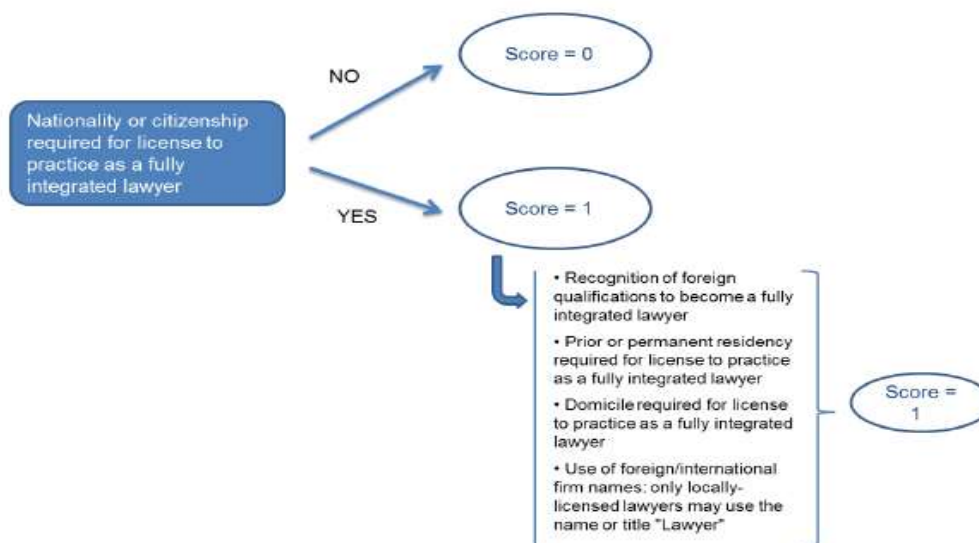 Score = 0
NO
Nationality or citizenship
required for license to
practice as a fully
integrated lawyer
YES
Score = 1
• Recognition of foreign
qualifications to become a fully
integrated lawyer
• Prior or permanent residency
required for license to practice
as a fully integrated lawyer
• Domicile required for license
to practice as a fully integrated
lawyer
• Use of foreign/international
firm names: only locally-
licensed lawyers may use the
name or title "Lawyer"
Score =
1